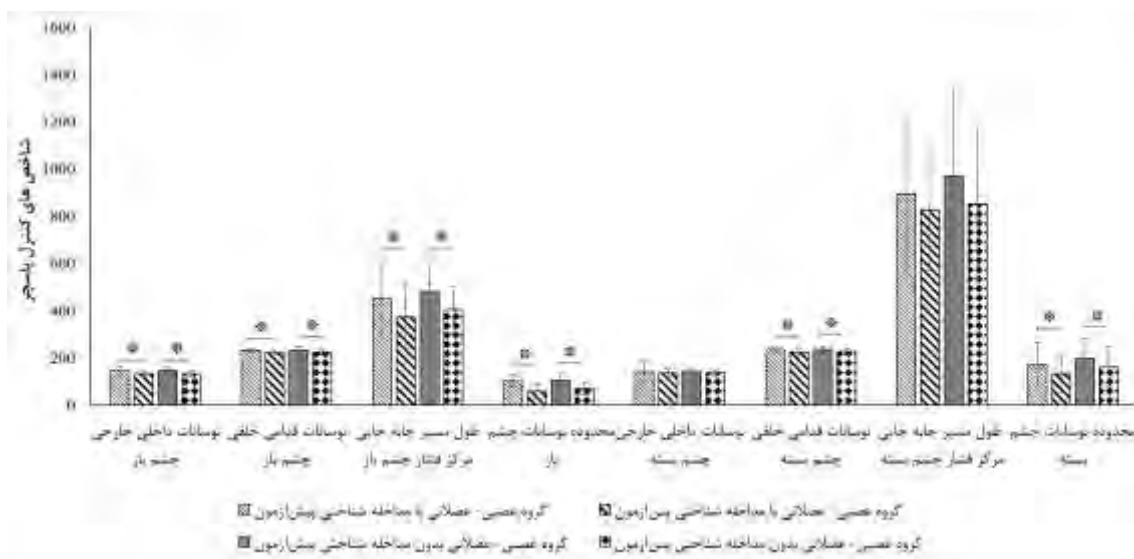 1600
1400
1200
1000
800
600
400
200
0
شاخص های کنترل پاسچر
نوسانات داخلی خارجی
چشم باز
نوسانات قدامی خلفی
چشم باز
طول مسیر جابه جایی
مرکز فشار چشم باز
محدوده نوسانات چشم
باز
نوسانات داخلی خارجی
چشم بسته
نوسانات قدامی خلفی
چشم بسته
طول مسیر جابه جایی
مرکز فشار چشم بسته
محدوده نوسانات چشم
بسته
گروه عصبی- عضلانی با مداخله شناختی پیش‌آزمون
گروه عصبی- عضلانی با مداخله شناختی پس‌آزمون
گروه عصبی -عضلانی بدون مداخله شناختی پیش‌آزمون
گروه عصبی - عضلانی بدون مداخله شناختی پس‌آزمون